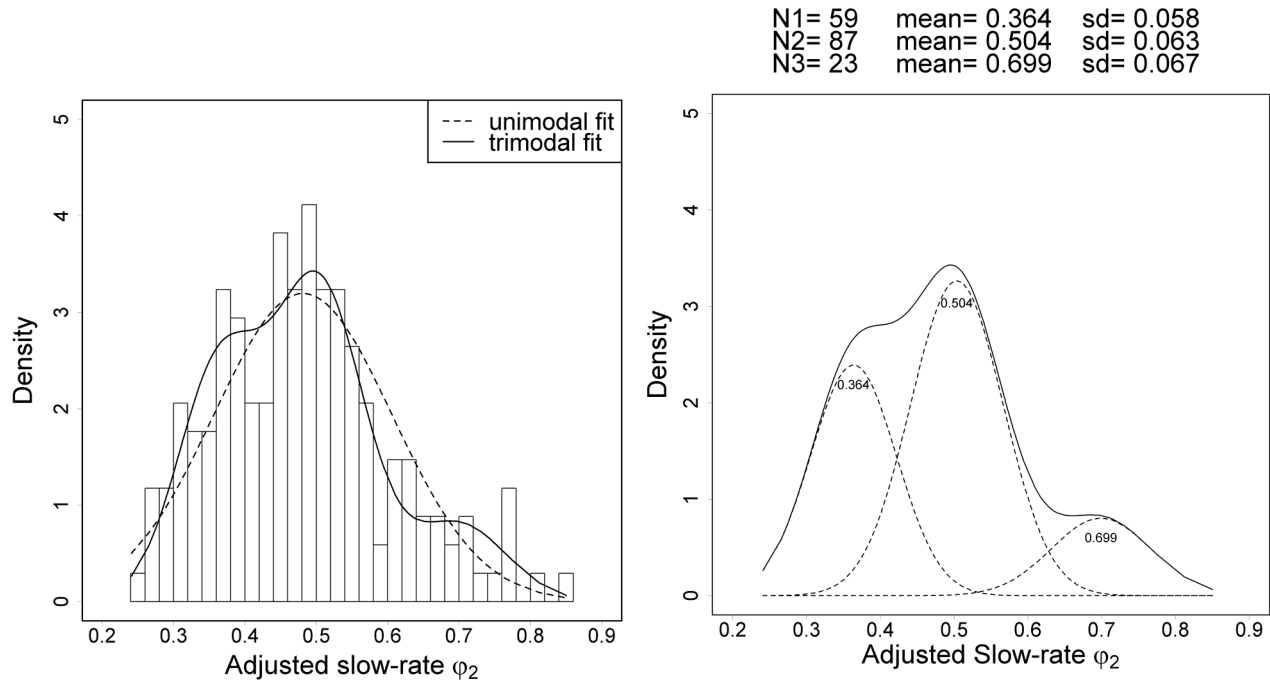 N1= 59 mean= 0.364 sd= 0.058
N2= 87 mean= 0.504 sd= 0.063
N3= 23 mean= 0.699 sd= 0.067
unimodal fit
trimodal fit
5
4
3
2
1
0
Density
0.2 0.3 0.4 0.5 0.6 0.7 0.8 0.9
Adjusted slow-rate φ2
5
4
3
2
1
0
Density
0.364
0.504
0.699
0.2 0.3 0.4 0.5 0.6 0.7 0.8 0.9
Adjusted Slow-rate φ2